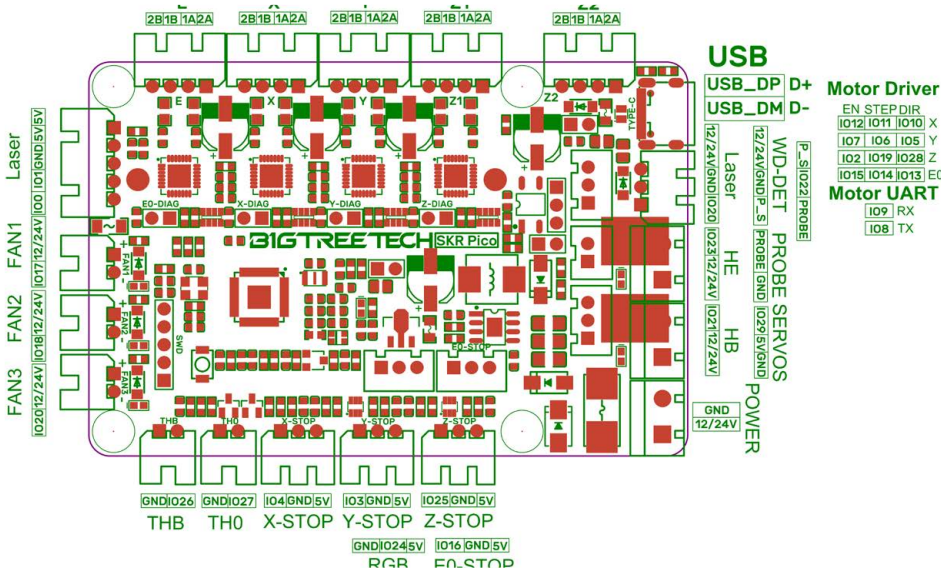 2B 1B 1A 2A
2B 1B 1A 2A
2B 1B 1A 2A
2B 1B 1A 2A
2B 1B 1A 2A
Z1
Z2
USB
USB_DP D+
USB_DM D-
Motor Driver
EN STEP DIR
IO12 IO11 IO10 X
IO7 IO6 IO5 Y
IO2 IO19 IO28 Z
IO15 IO14 IO13 E0
Motor UART
IO9 RX
IO8 TX
E
X
Y
Z1
Z2
TYPE-C
Laser
IO0 IO1 GND 5V 5V
FAN1
IO17 12/24V
FAN2
IO18 12/24V
FAN3
IO20 12/24V
E0-DIAG
X-DIAG
Y-DIAG
Z-DIAG
BIGTREETECH
SKR Pico
FAN1
FAN2
FAN3
SWD
E0-STOP
12/24V GND IO20
Laser
12/24V GND P_S
WD-DET
P_S IO22 PROBE
IO23 12/24V
HE
PROBE GND
PROBE
IO21 12/24V
HB
IO29 5V GND
SERVOS
GND
12/24V
POWER
THB
TH0
X-STOP
Y-STOP
Z-STOP
GND IO26
GND IO27
IO4 GND 5V
IO3 GND 5V
IO25 GND 5V
THB
TH0
X-STOP
Y-STOP
Z-STOP
GND IO24 5V
IO16 GND 5V
RGB
E0-STOP